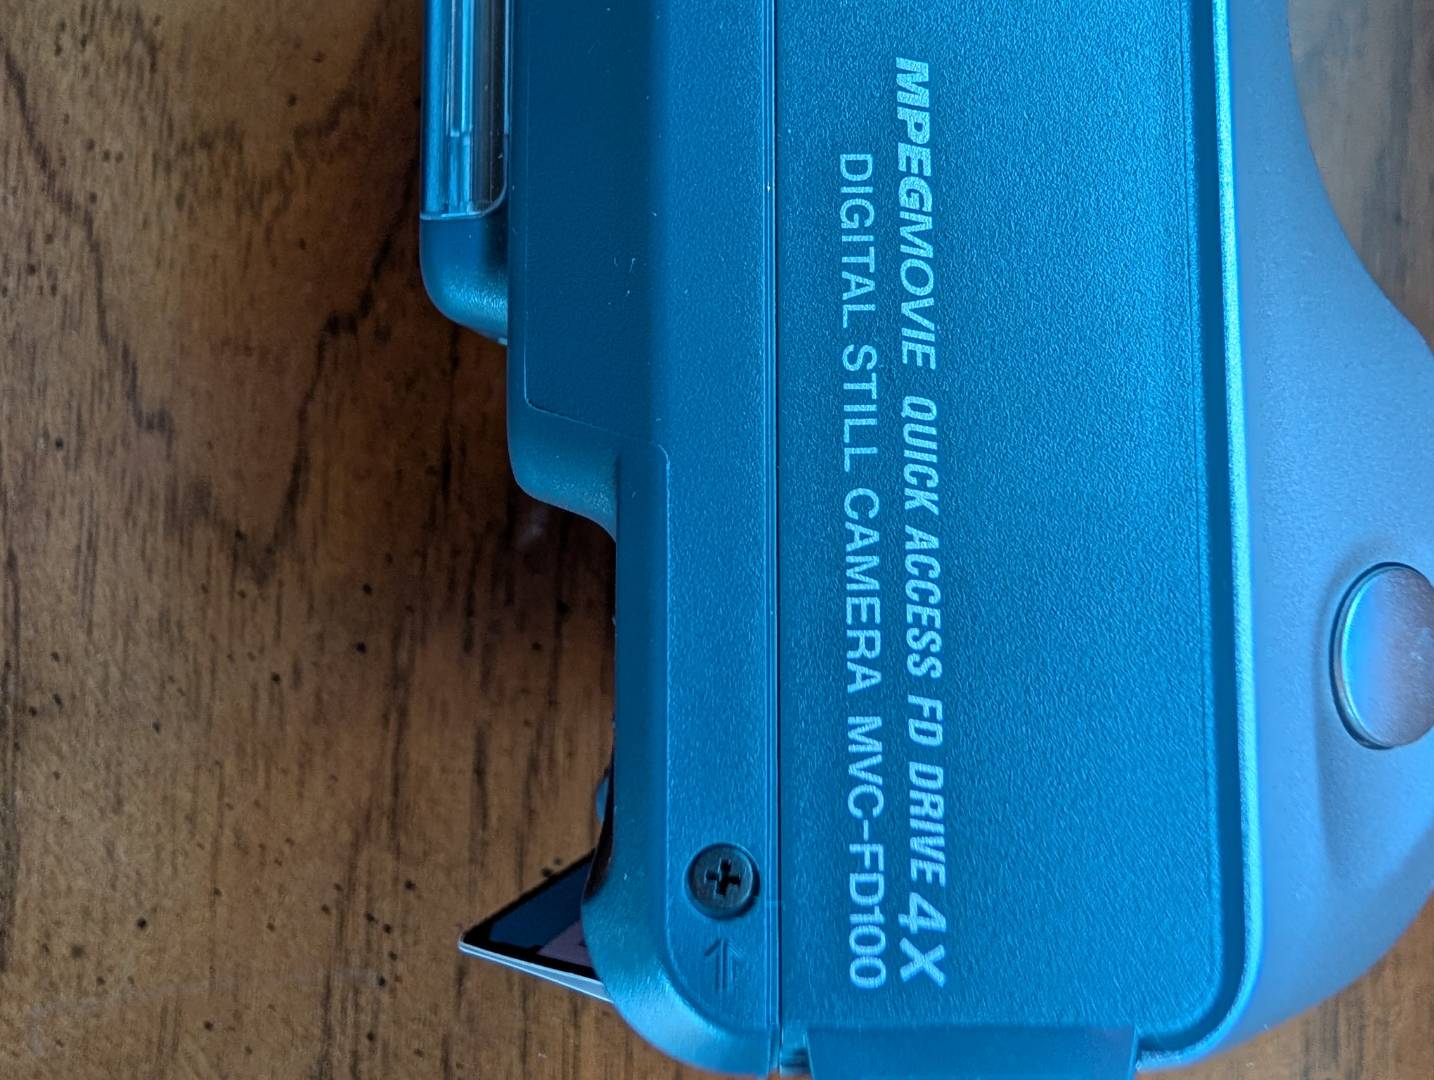 MPEGMOVIE QUICK ACCESS FD DRIVE 4X
DIGITAL STILL CAMERA MVC-FD100